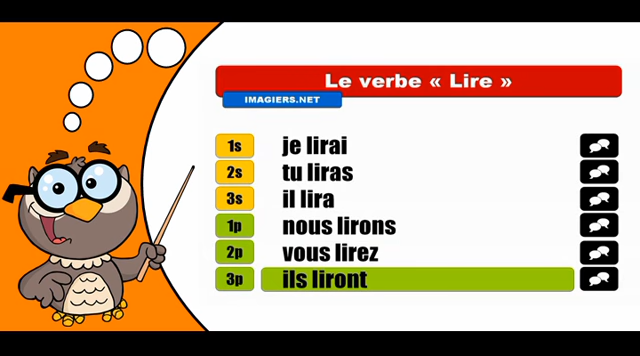 Le verbe « Lire »
IMAGIERS.NET
1s je lirai
2s tu liras
3s il lira
1p nous lirons
2p vous lirez
3p ils liront